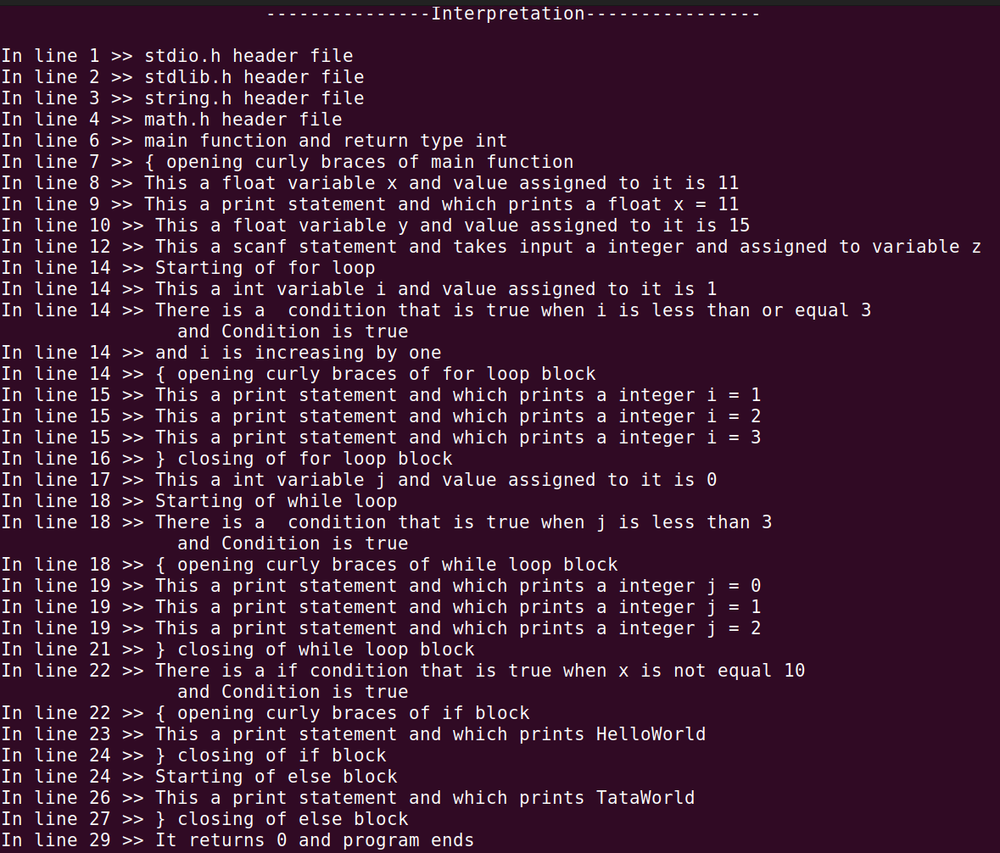 ---------------Interpretation----------------
In line 1 >> stdio.h header file
In line 2 >> stdlib.h header file
In line 3 >> string.h header file
In line 4 >> math.h header file
In line 6 >> main function and return type int
In line 7 >> { opening curly braces of main function
In line 8 >> This a float variable x and value assigned to it is 11
In line 9 >> This a print statement and which prints a float x = 11
In line 10 >> This a float variable y and value assigned to it is 15
In line 12 >> This a scanf statement and takes input a integer and assigned to variable z
In line 14 >> Starting of for loop
In line 14 >> This a int variable i and value assigned to it is 1
In line 14 >> There is a  condition that is true when i is less than or equal 3
and Condition is true
In line 14 >> and i is increasing by one
In line 14 >> { opening curly braces of for loop block
In line 15 >> This a print statement and which prints a integer i = 1
In line 15 >> This a print statement and which prints a integer i = 2
In line 15 >> This a print statement and which prints a integer i = 3
In line 16 >> } closing of for loop block
In line 17 >> This a int variable j and value assigned to it is 0
In line 18 >> Starting of while loop
In line 18 >> There is a  condition that is true when j is less than 3
and Condition is true
In line 18 >> { opening curly braces of while loop block
In line 19 >> This a print statement and which prints a integer j = 0
In line 19 >> This a print statement and which prints a integer j = 1
In line 19 >> This a print statement and which prints a integer j = 2
In line 21 >> } closing of while loop block
In line 22 >> There is a if condition that is true when x is not equal 10
and Condition is true
In line 22 >> { opening curly braces of if block
In line 23 >> This a print statement and which prints HelloWorld
In line 24 >> } closing of if block
In line 24 >> Starting of else block
In line 26 >> This a print statement and which prints TataWorld
In line 27 >> } closing of else block
In line 29 >> It returns 0 and program ends